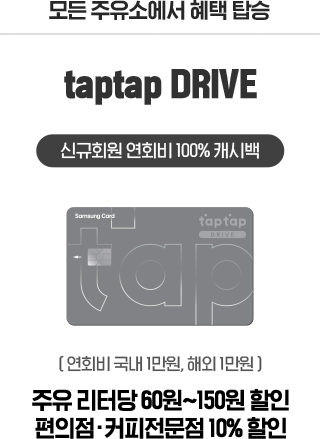 모든 주유소에서 혜택 탑승
taptap DRIVE
신규회원 연회비 100% 캐시백
Samsung Card
taptap
DRIVE
tap
( 연회비 국내 1만원, 해외 1만원 )
주유 리터당 60원~150원 할인
편의점·커피전문점 10% 할인